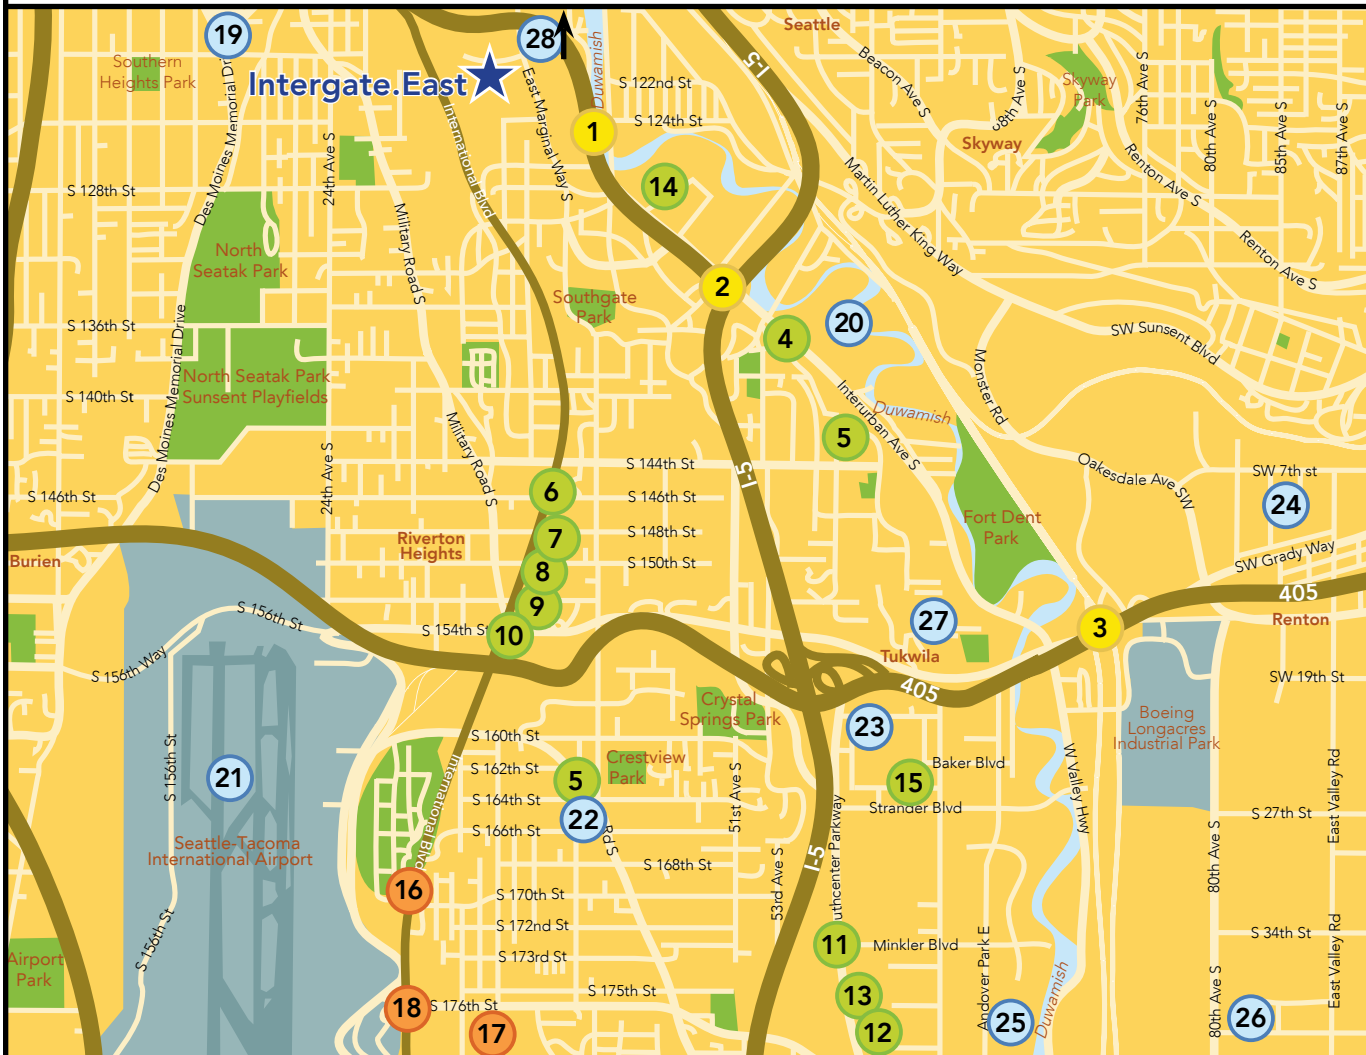 19
28
Seattle
Southern
Heights Park
Intergate.East
Des Moines Memorial Drive
24th Ave S
International Blvd
East Marginal Way S
Duwamish
S 122nd St
S 124th St
I-5
Beacon Ave S
68th Ave S
Skyway
Park
Skyway
76th Ave S
80th Ave S
85th Ave S
87th Ave S
Renton Ave S
Renton Ave S
1
14
S 128th St
Military Road S
Martin Luther King Way
North
Seatak Park
2
Southgate
Park
20
4
S 136th St
Des Moines Memorial Drive
SW Sunsent Blvd
Monster Rd
North Seatak Park
Sunsent Playfields
S 140th St
Interurban Ave S
Duwamish
5
Military Road S
24th Ave S
S 144th St
I-5
Oakesdale Ave SW
SW 7th st
S 146th St
6
S 146th St
24
Fort Dent
Park
Riverton
Heights
7
S 148th St
Burien
8
S 150th St
SW Grady Way
405
S 156th St
9
27
3
Renton
S 154th St
10
Tukwila
S 156th Way
405
SW 19th St
Crystal
Springs Park
23
Boeing
Longacres
Industrial Park
S 160th St
W Valley Hwy
S 156th St
21
International Blvd
S 162th St
5
Crestview
Park
Baker Blvd
15
S 164th St
22
Strander Blvd
S 27th St
East Valley Rd
51st Ave S
S 166th St
Rd S
Seattle-Tacoma
International Airport
S 168th St
I-5
80th Ave S
16
S 170th St
53rd Ave S
uthcenter Parkway
S 156th St
S 172nd St
S 34th St
East Valley Rd
11
Minkler Blvd
S 173rd St
Airport
Park
Andover Park E
Duwamish
80th Ave S
18
S 176th St
S 175th St
13
17
12
25
26